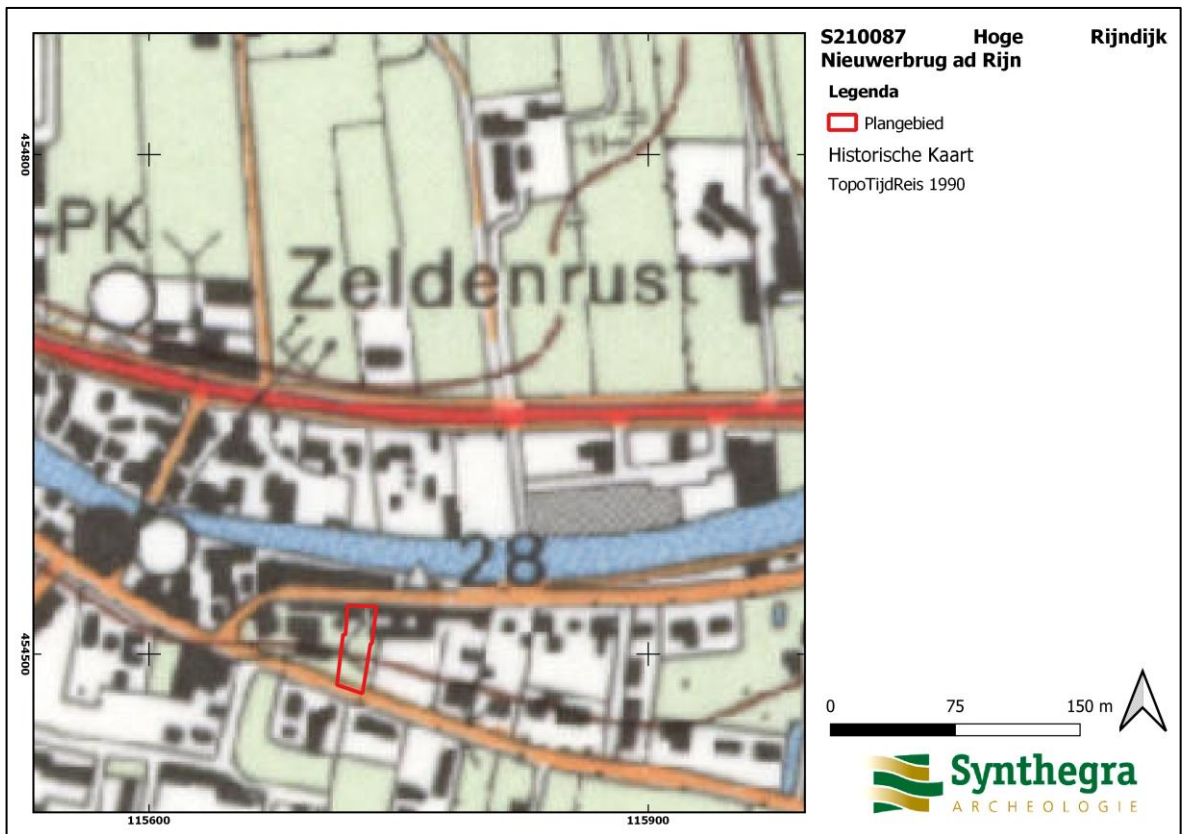 S210087 Hoge Rijndijk
Nieuwerbrug ad Rijn
Legenda
Plangebied
Historische Kaart
TopoTijdReis 1990
454800
PK
Zeldenrust
28
454500
115600
115900
0 75 150 m
Synthegra
ARCHEOLOGIE